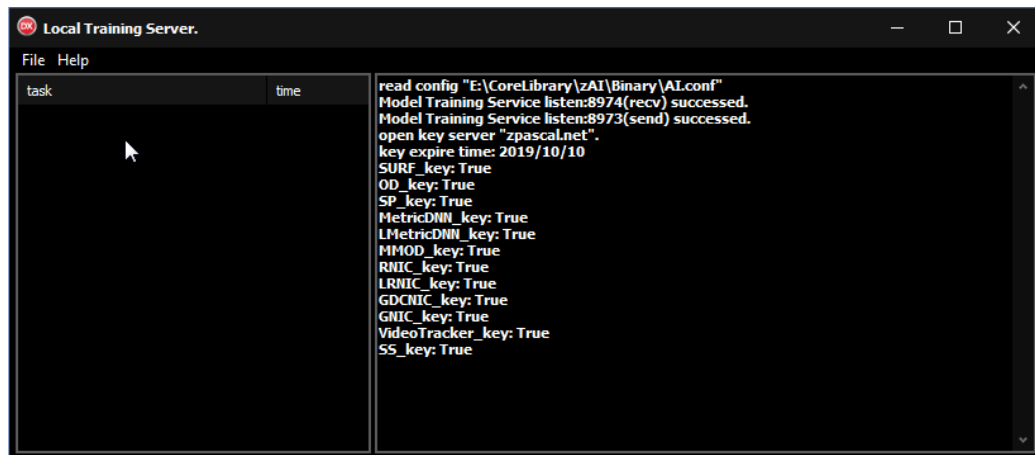 DX Local Training Server.
File Help
task time
read config "E:\CoreLibrary\zAI\Binary\AI.conf"
Model Training Service listen:8974(recv) successed.
Model Training Service listen:8973(send) successed.
open key server "zpascal.net".
key expire time: 2019/10/10
SURF_key: True
OD_key: True
SP_key: True
MetricDNN_key: True
LMetricDNN_key: True
MMOD_key: True
RNIC_key: True
LRNIC_key: True
GDCNIC_key: True
GNIC_key: True
VideoTracker_key: True
SS_key: True